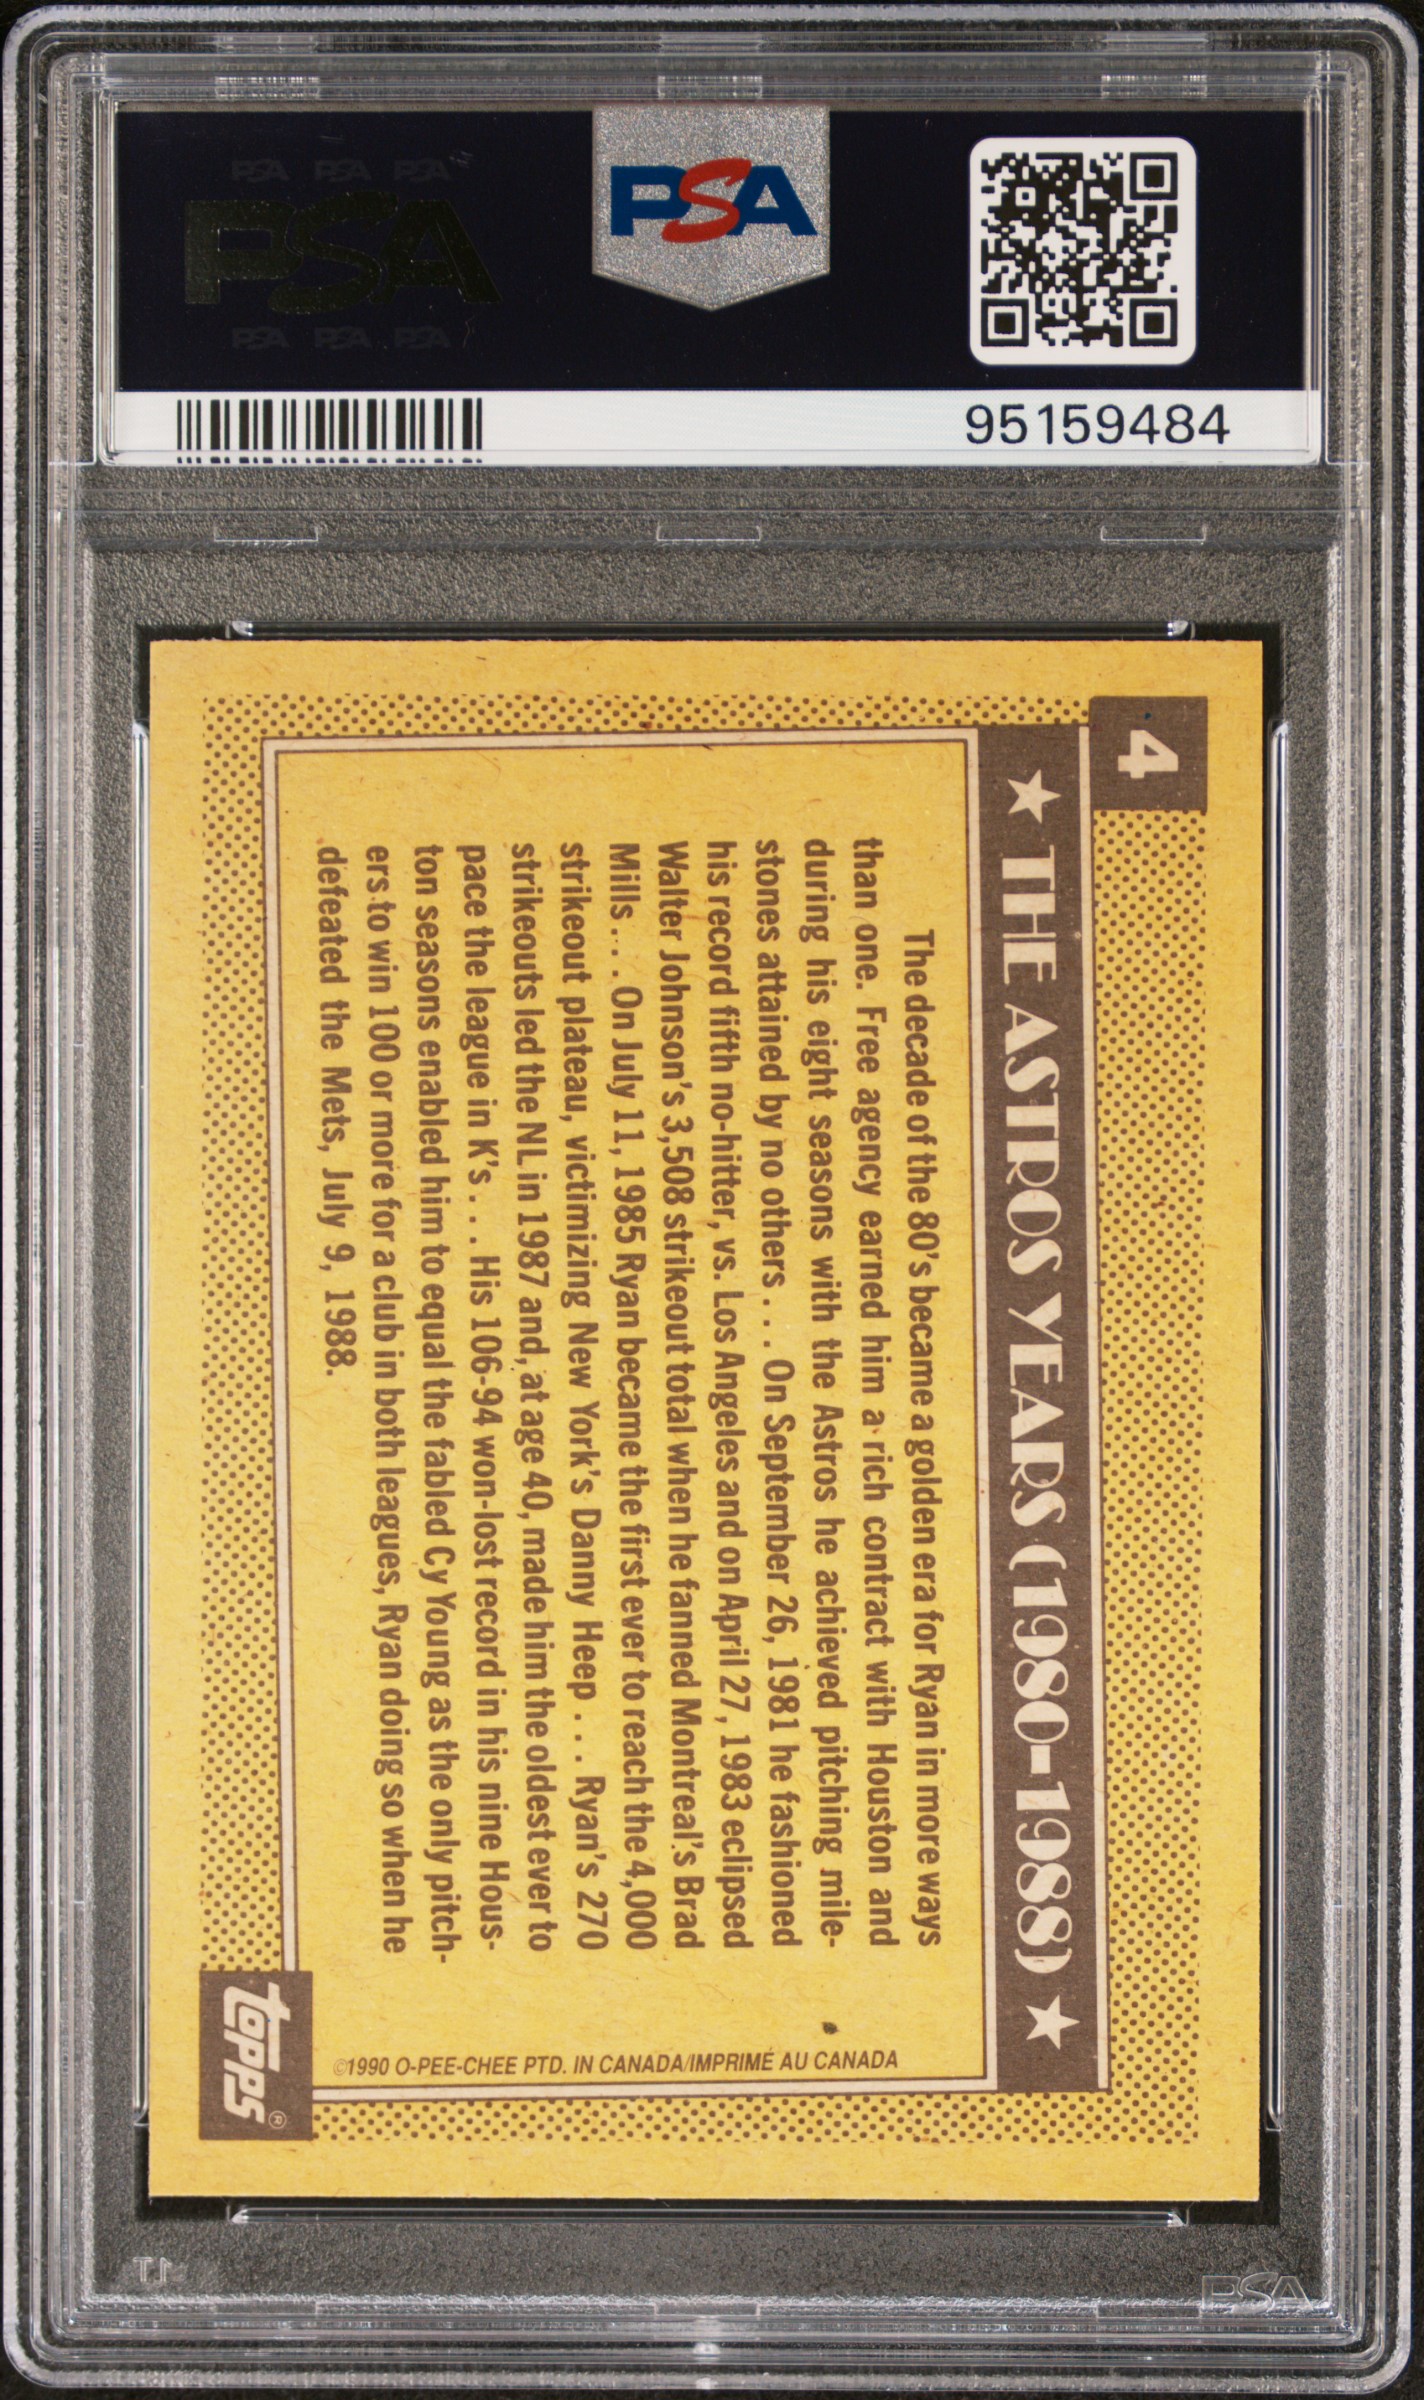 PSA PSA PSA
PSA
PSA PSA PSA
PSA
95159484
4
★ THE ASTROS YEARS (1980-1988) ★
The decade of the 80's became a golden era for Ryan in more ways
than one. Free agency earned him a rich contract with Houston and
during his eight seasons with the Astros he achieved pitching mile-
stones attained by no others . . . On September 26, 1981 he fashioned
his record fifth no-hitter, vs. Los Angeles and on April 27, 1983 eclipsed
Walter Johnson's 3,508 strikeout total when he fanned Montreal's Brad
Mills . . . On July 11, 1985 Ryan became the first ever to reach the 4,000
strikeout plateau, victimizing New York's Danny Heep . . . Ryan's 270
strikeouts led the NL in 1987 and, at age 40, made him the oldest ever to
pace the league in K's . . . His 106-94 won-lost record in his nine Hous-
ton seasons enabled him to equal the fabled Cy Young as the only pitch-
ers to win 100 or more for a club in both leagues, Ryan doing so when he
defeated the Mets, July 9, 1988.
©1990 O-PEE-CHEE PTD. IN CANADA/IMPRIMÉ AU CANADA
topps®
PSA